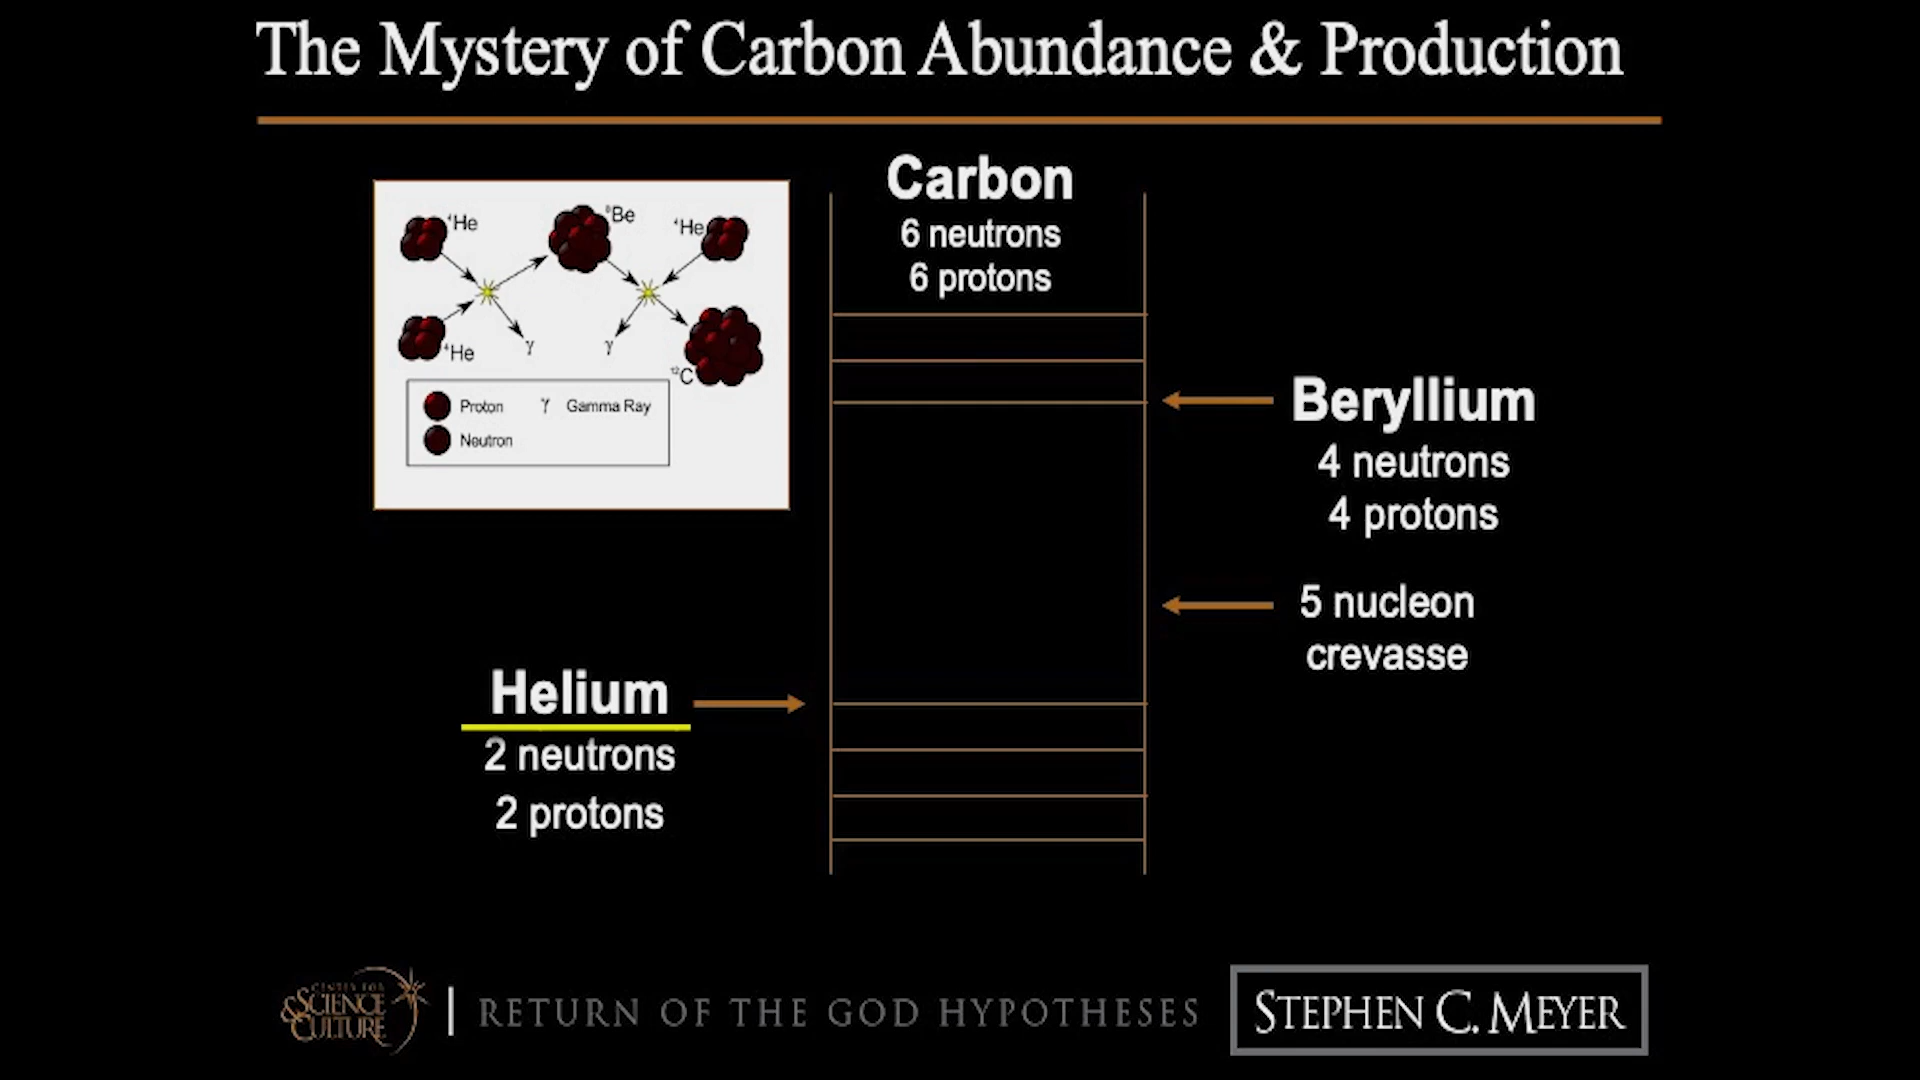 The Mystery of Carbon Abundance & Production
Carbon
6 neutrons
6 protons
⁴He
⁸Be
⁴He
⁴He
γ
γ
¹²C
Proton
γ Gamma Ray
Neutron
Beryllium
4 neutrons
4 protons
5 nucleon
crevasse
Helium
2 neutrons
2 protons
CENTER FOR
SCIENCE
& CULTURE
RETURN OF THE GOD HYPOTHESES
STEPHEN C. MEYER